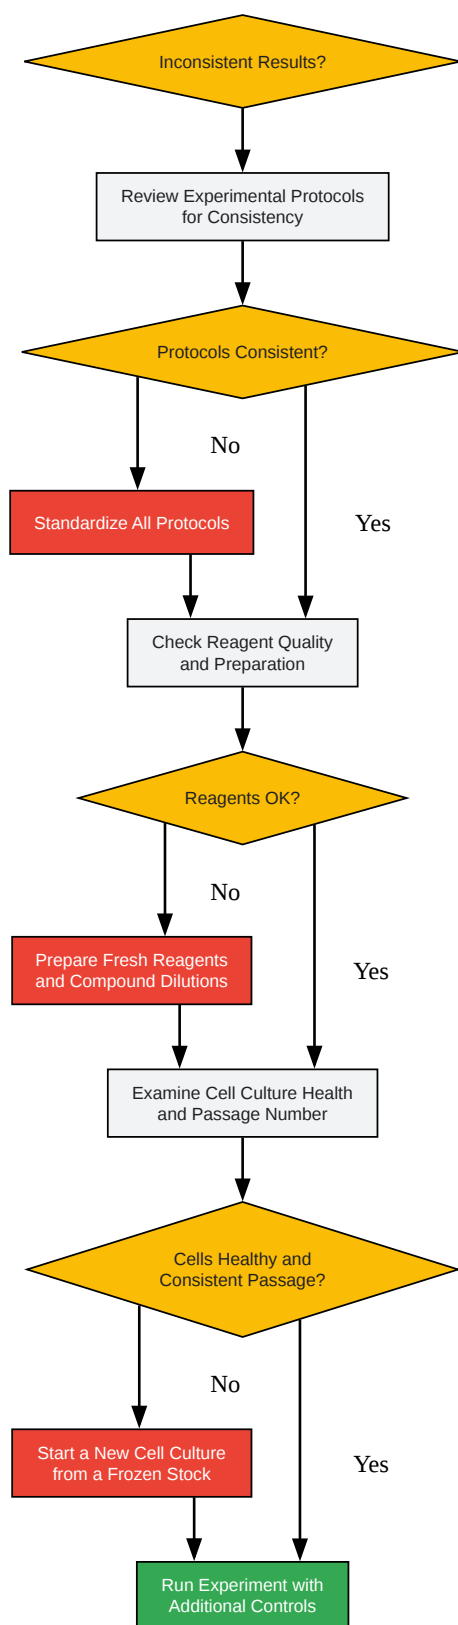 Inconsistent Results?
Review Experimental Protocols
for Consistency
Protocols Consistent?
No
Standardize All Protocols
Yes
Check Reagent Quality
and Preparation
Reagents OK?
No
Prepare Fresh Reagents
and Compound Dilutions
Yes
Examine Cell Culture Health
and Passage Number
Cells Healthy and
Consistent Passage?
No
Start a New Cell Culture
from a Frozen Stock
Yes
Run Experiment with
Additional Controls